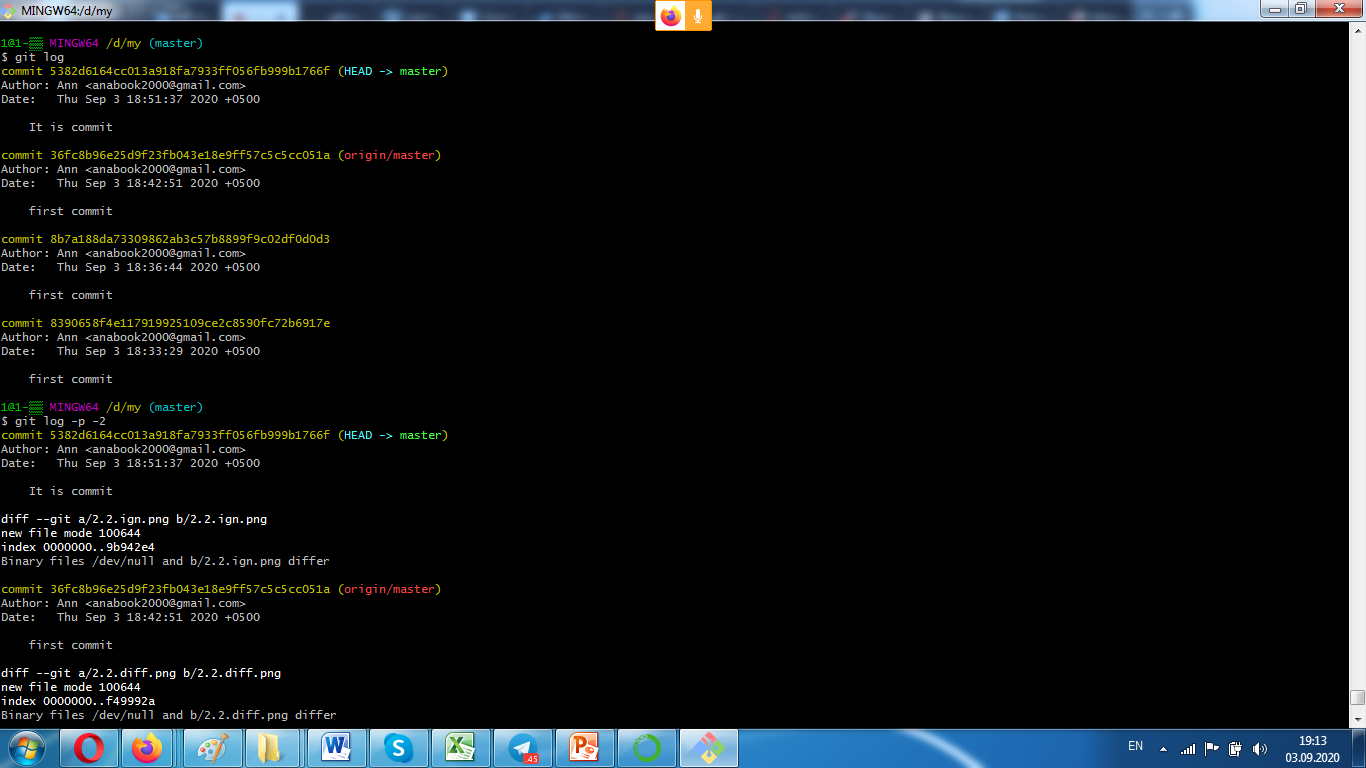 MINGW64:/d/my
1@1-▒▒ MINGW64 /d/my (master)
$ git log
commit 5382d6164cc013a918fa7933ff056fb999b1766f (HEAD -> master)
Author: Ann <anabook2000@gmail.com>
Date:   Thu Sep 3 18:51:37 2020 +0500
    It is commit
commit 36fc8b96e25d9f23fb043e18e9ff57c5c5cc051a (origin/master)
Author: Ann <anabook2000@gmail.com>
Date:   Thu Sep 3 18:42:51 2020 +0500
    first commit
commit 8b7a188da73309862ab3c57b8899f9c02df0d0d3
Author: Ann <anabook2000@gmail.com>
Date:   Thu Sep 3 18:36:44 2020 +0500
    first commit
commit 8390658f4e117919925109ce2c8590fc72b6917e
Author: Ann <anabook2000@gmail.com>
Date:   Thu Sep 3 18:33:29 2020 +0500
    first commit
1@1-▒▒ MINGW64 /d/my (master)
$ git log -p -2
commit 5382d6164cc013a918fa7933ff056fb999b1766f (HEAD -> master)
Author: Ann <anabook2000@gmail.com>
Date:   Thu Sep 3 18:51:37 2020 +0500
    It is commit
diff --git a/2.2.ign.png b/2.2.ign.png
new file mode 100644
index 0000000..9b942e4
Binary files /dev/null and b/2.2.ign.png differ
commit 36fc8b96e25d9f23fb043e18e9ff57c5c5cc051a (origin/master)
Author: Ann <anabook2000@gmail.com>
Date:   Thu Sep 3 18:42:51 2020 +0500
    first commit
diff --git a/2.2.diff.png b/2.2.diff.png
new file mode 100644
index 0000000..f49992a
Binary files /dev/null and b/2.2.diff.png differ
45
EN
19:13
03.09.2020